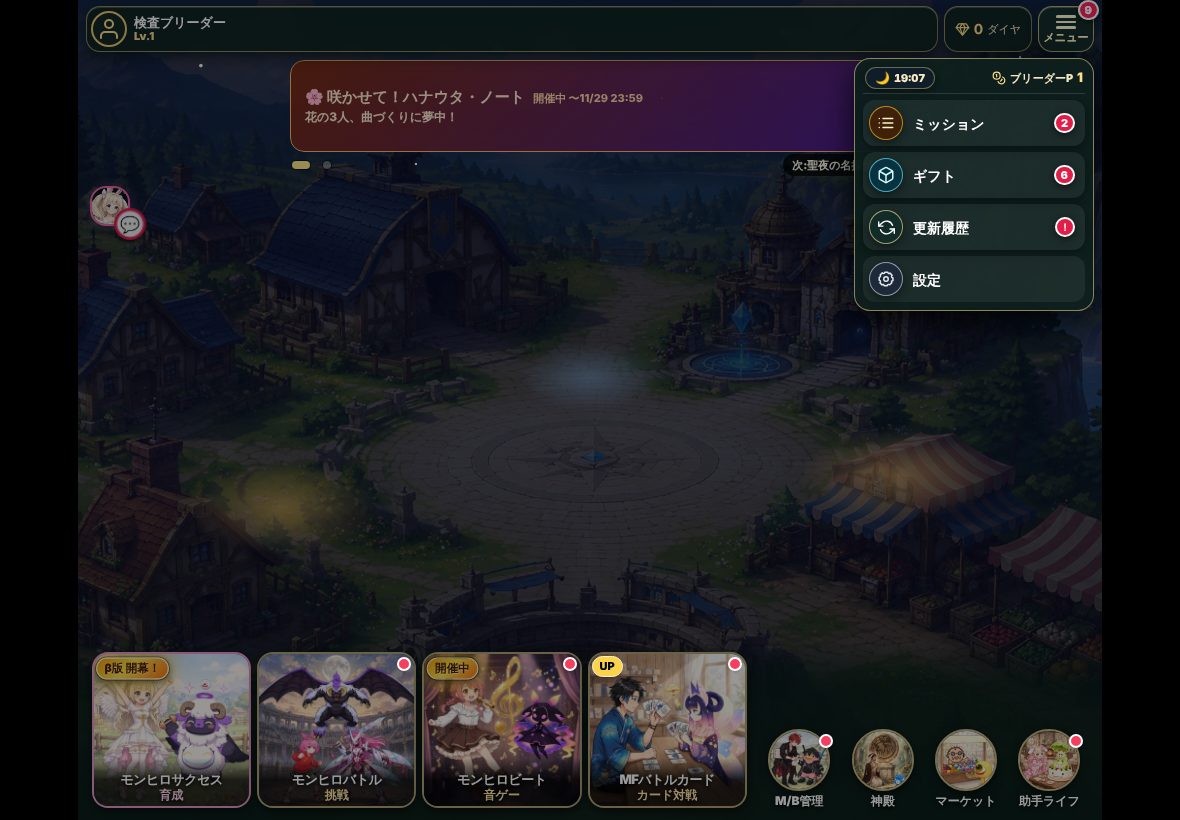 検査ブリーダー
Lv.1
0 ダイヤ
9
メニュー
🌸 咲かせて！ハナウタ・ノート 開催中 〜11/29 23:59
花の3人、曲づくりに夢中！
🌙 19:07
ブリーダーP 1
ミッション 2
ギフト 6
更新履歴 !
設定
次:聖夜の名
β版 開幕！
モンヒロサクセス
育成
モンヒロバトル
挑戦
開催中
モンヒロビート
音ゲー
UP
MFバトルカード
カード対戦
M/B管理
神殿
マーケット
助手ライフ